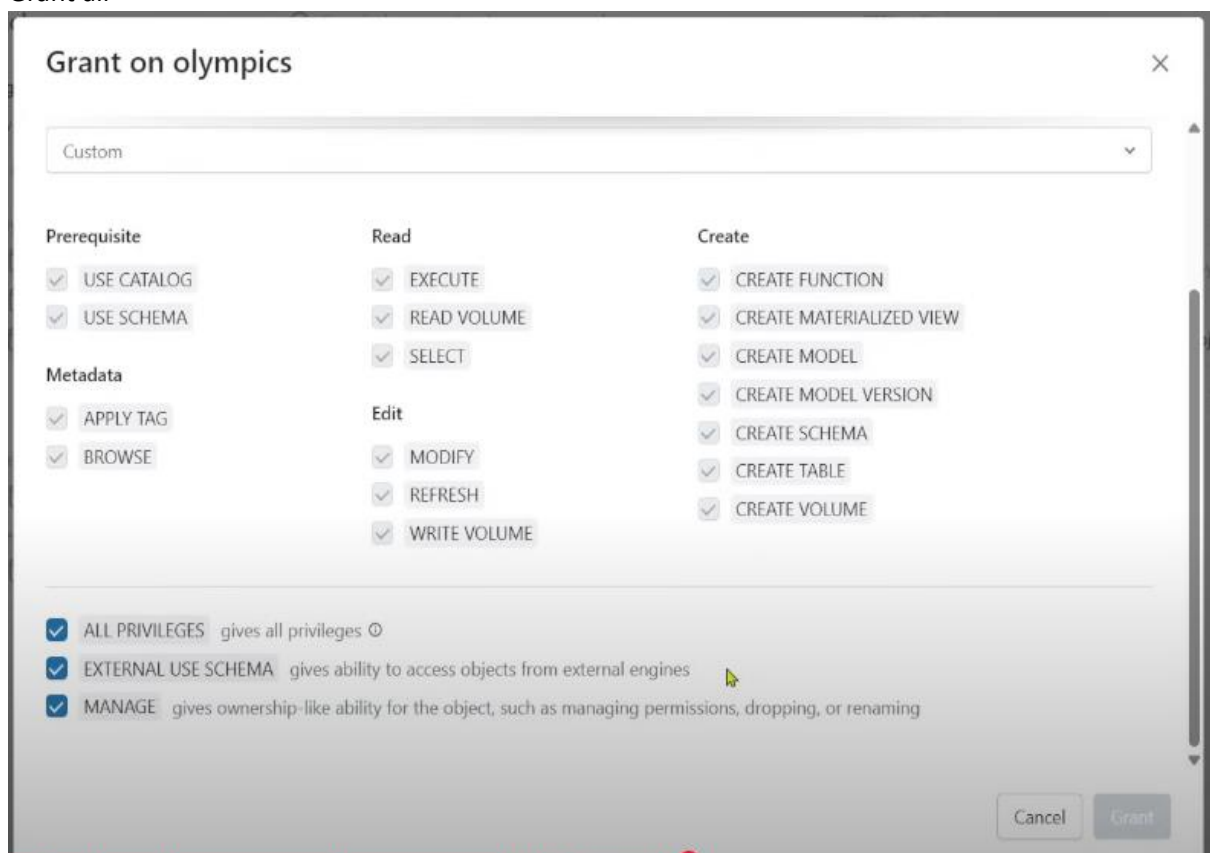 Grant on olympics
Custom
Prerequisite
USE CATALOG
USE SCHEMA
Metadata
APPLY TAG
BROWSE
Read
EXECUTE
READ VOLUME
SELECT
Edit
MODIFY
REFRESH
WRITE VOLUME
Create
CREATE FUNCTION
CREATE MATERIALIZED VIEW
CREATE MODEL
CREATE MODEL VERSION
CREATE SCHEMA
CREATE TABLE
CREATE VOLUME
ALL PRIVILEGES gives all privileges
EXTERNAL USE SCHEMA gives ability to access objects from external engines
MANAGE gives ownership-like ability for the object, such as managing permissions, dropping, or renaming
Cancel Grant